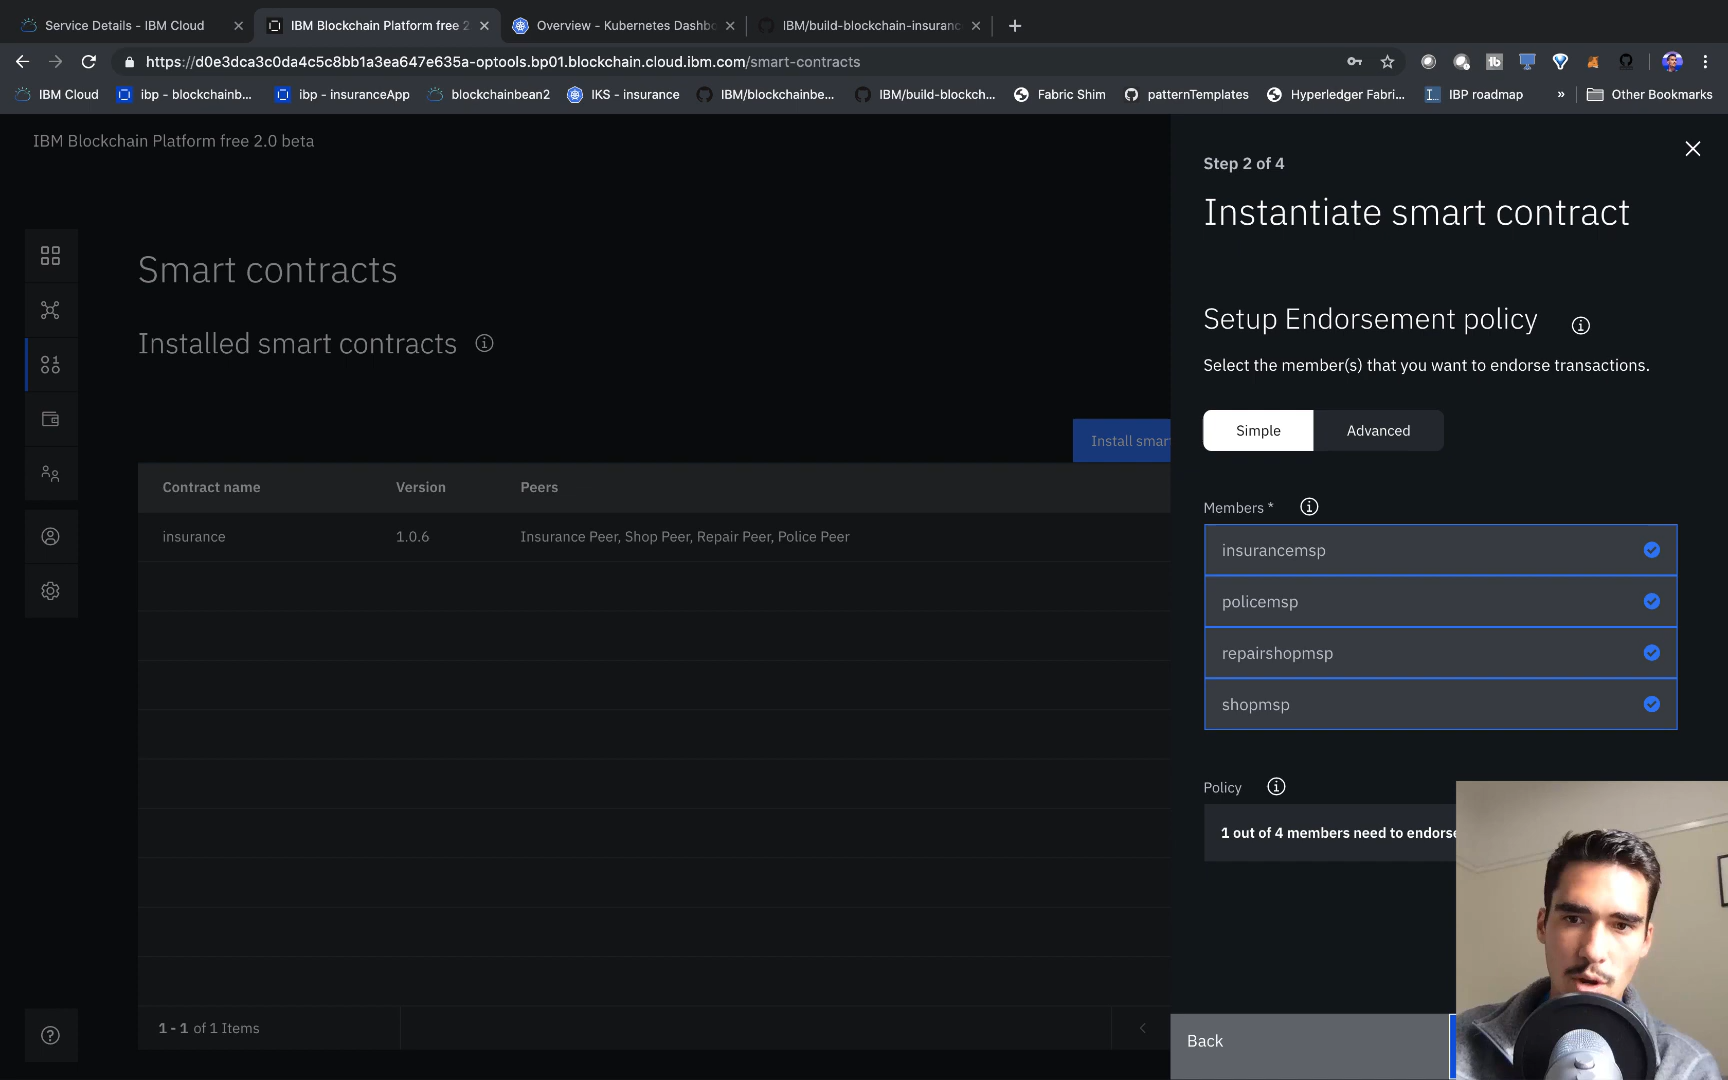 Service Details - IBM Cloud
IBM Blockchain Platform free 2
Overview - Kubernetes Dashbo
IBM/build-blockchain-insuranc
https://d0e3dca3c0da4c5c8bb1a3ea647e635a-optools.bp01.blockchain.cloud.ibm.com/smart-contracts
IBM Cloud
ibp - blockchainb...
ibp - insuranceApp
blockchainbean2
IKS - insurance
IBM/blockchainbe...
IBM/build-blockch...
Fabric Shim
patternTemplates
Hyperledger Fabri...
IBP roadmap
»
Other Bookmarks
IBM Blockchain Platform free 2.0 beta
Smart contracts
Installed smart contracts
Install smar
Contract name Version Peers
insurance 1.0.6 Insurance Peer, Shop Peer, Repair Peer, Police Peer
1 - 1 of 1 Items
Step 2 of 4
Instantiate smart contract
Setup Endorsement policy
Select the member(s) that you want to endorse transactions.
Simple Advanced
Members *
insurancemsp
policemsp
repairshopmsp
shopmsp
Policy
1 out of 4 members need to endorse
Back